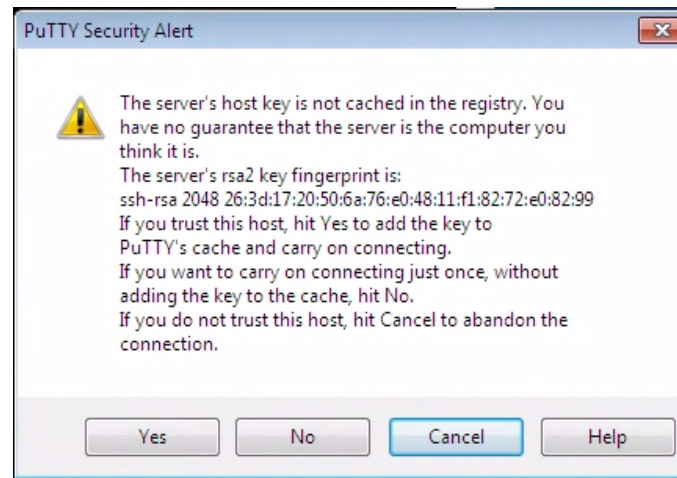 PuTTY Security Alert
The server's host key is not cached in the registry. You
have no guarantee that the server is the computer you
think it is.
The server's rsa2 key fingerprint is:
ssh-rsa 2048 26:3d:17:20:50:6a:76:e0:48:11:f1:82:72:e0:82:99
If you trust this host, hit Yes to add the key to
PuTTY's cache and carry on connecting.
If you want to carry on connecting just once, without
adding the key to the cache, hit No.
If you do not trust this host, hit Cancel to abandon the
connection.
Yes No Cancel Help